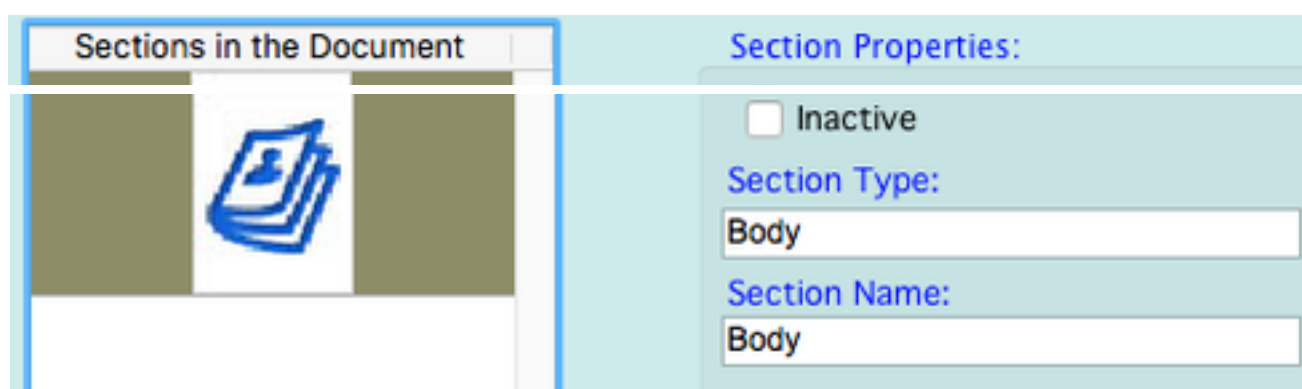 Sections in the Document
Section Properties:
Inactive
Section Type:
Body
Section Name:
Body